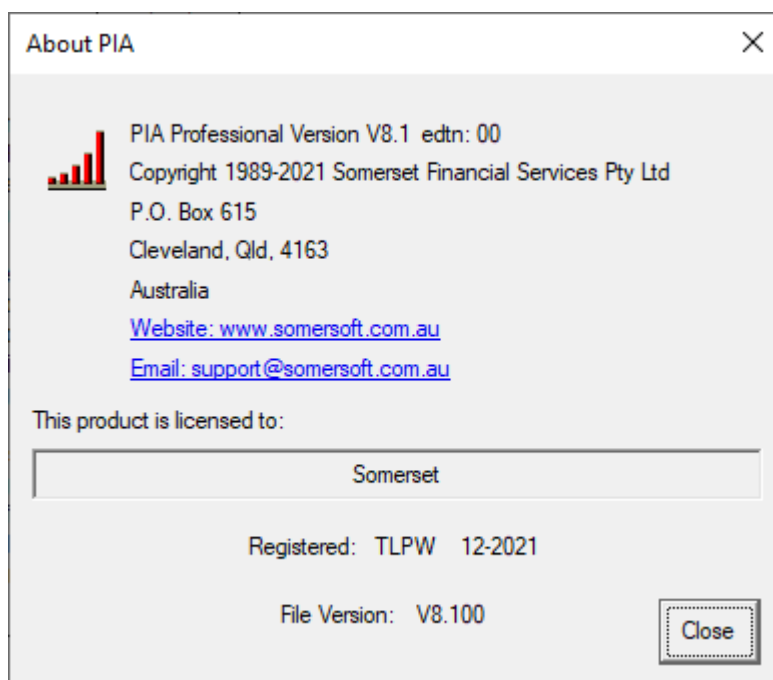 About PIA
PIA Professional Version V8.1 edtn: 00
Copyright 1989-2021 Somerset Financial Services Pty Ltd
P.O. Box 615
Cleveland, Qld, 4163
Australia
Website: www.somersoft.com.au
Email: support@somersoft.com.au
This product is licensed to:
Somerset
Registered: TLPW 12-2021
File Version: V8.100
Close